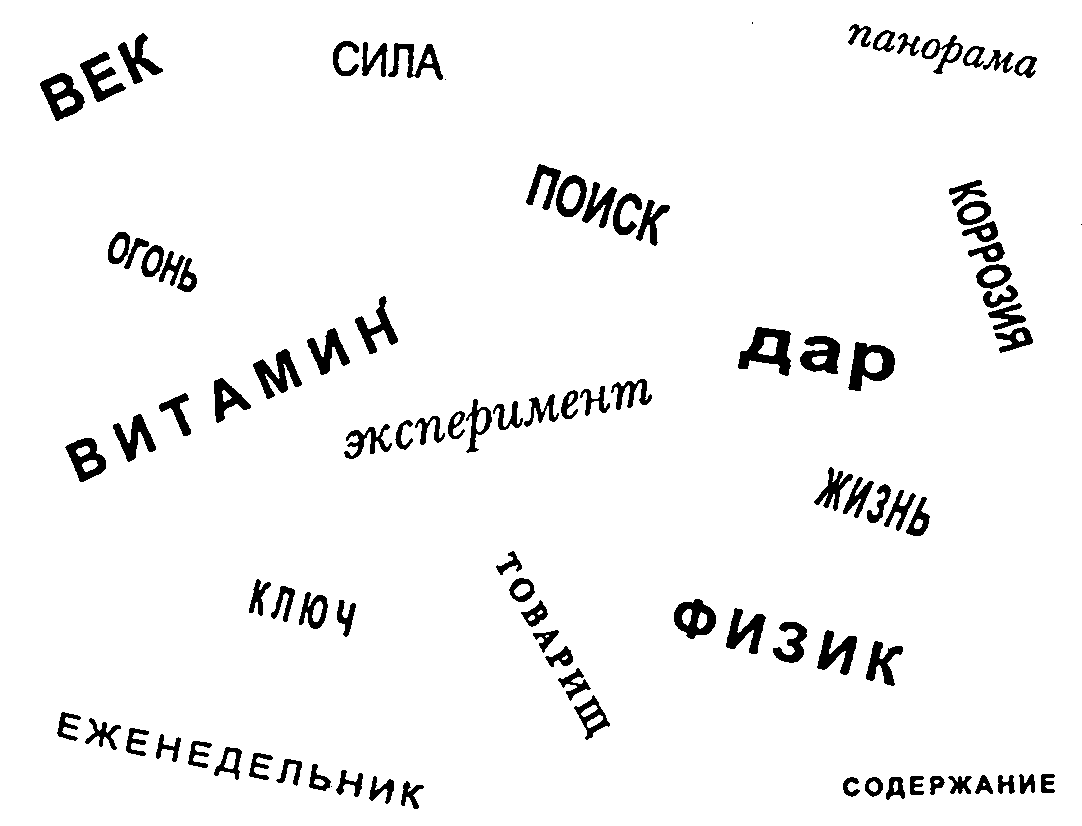 ВЕК
СИЛА
панорама
ПОИСК
КОРРОЗИЯ
ОГОНЬ
ВИТАМИН
дар
эксперимент
ЖИЗНЬ
КЛЮЧ
ТОВАРИЩ
ФИЗИК
ЕЖЕНЕДЕЛЬНИК
СОДЕРЖАНИЕ